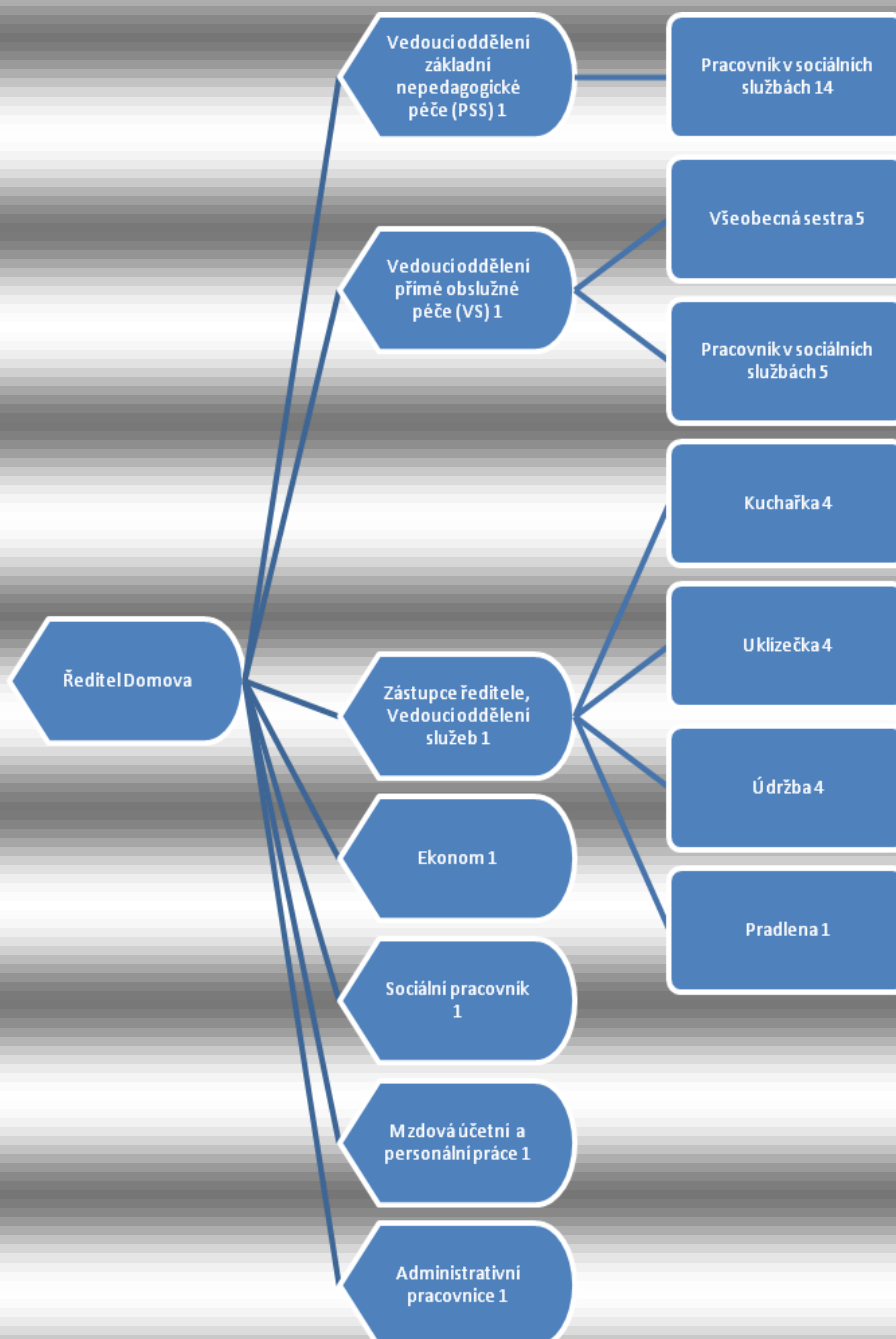 Ředitel Domova
Vedoucí oddělení
základní
nepedagogické
péče (PSS) 1
Pracovník v sociálních
službách 14
Vedoucí oddělení
přímé obslužné
péče (VS) 1
Všeobecná sestra 5
Pracovník v sociálních
službách 5
Zástupce ředitele,
Vedoucí oddělení
služeb 1
Kuchařka 4
Uklizečka 4
Údržba 4
Pradlena 1
Ekonom 1
Sociální pracovník
1
Mzdová účetní a
personální práce 1
Administrativní
pracovnice 1